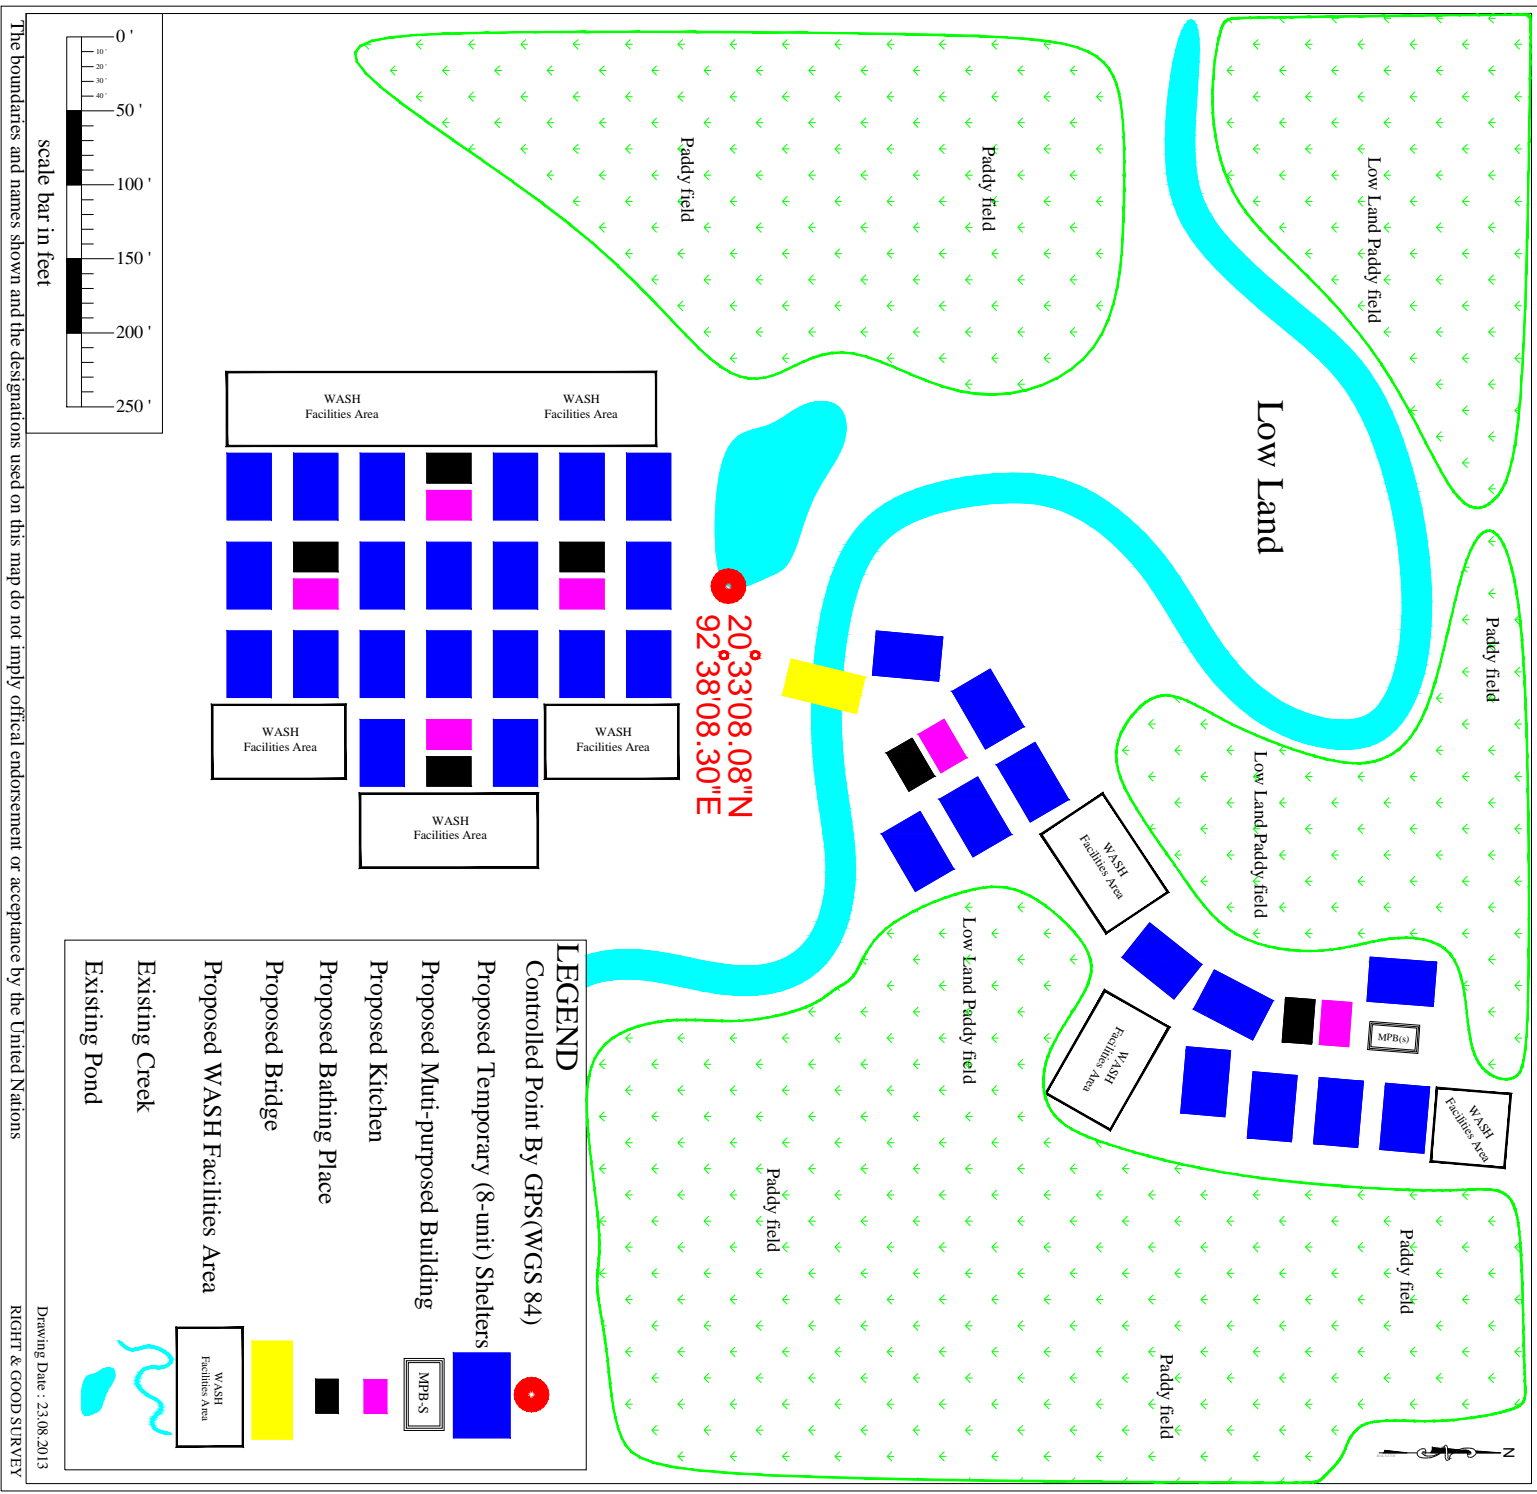 Low Land Paddy field
Paddy field
Paddy field
Paddy field
Low Land
Paddy field
Low Land Paddy field
Low Land Paddy field
Paddy field
Paddy field
Paddy field
N
MPB(s)
WASH
Facilities Area
WASH
Facilities Area
WASH
Facilities Area
20°33'08.08"N
92°38'08.30"E
WASH
Facilities Area
WASH
Facilities Area
WASH
Facilities Area
WASH
Facilities Area
WASH
Facilities Area
LEGEND
Controlled Point By GPS(WGS 84)
Proposed Temporary (8-unit) Shelters
Proposed Muti-purposed Building
MPB-S
Proposed Kitchen
Proposed Bathing Place
Proposed Bridge
Proposed WASH Facilities Area
WASH
Facilities Area
Existing Creek
Existing Pond
0 '
10 '
20 '
30 '
40 '
50 '
100 '
150 '
200 '
250 '
scale bar in feet
Drawing Date : 23.08.2013
The boundaries and names shown and the designations used on this map do not imply offical endorsement or acceptance by the United Nations
RIGHT & GOOD SURVEY